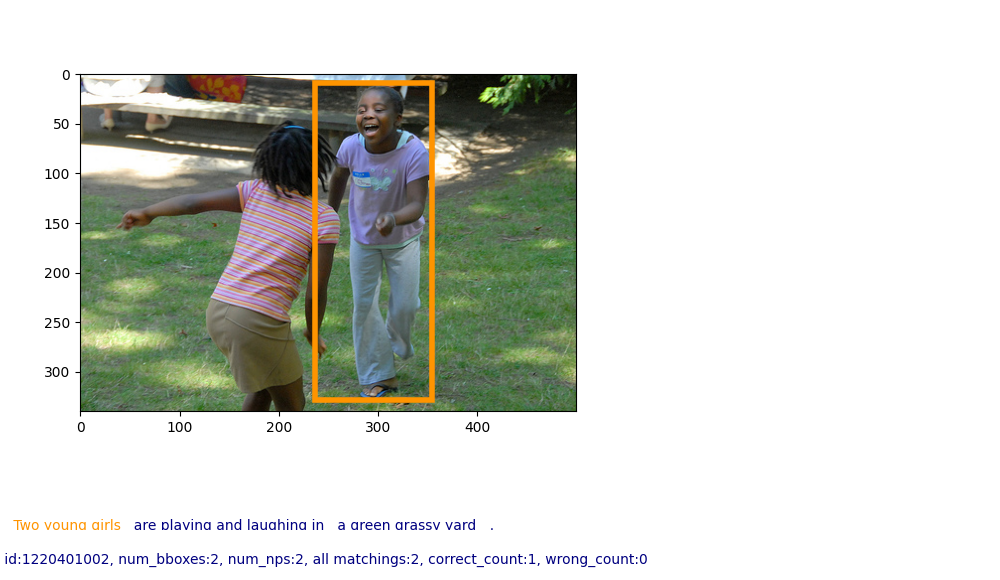 0
50
100
150
200
250
300
0 100 200 300 400
Two young girls are playing and laughing in a green grassy yard .
id:1220401002, num_bboxes:2, num_nps:2, all matchings:2, correct_count:1, wrong_count:0